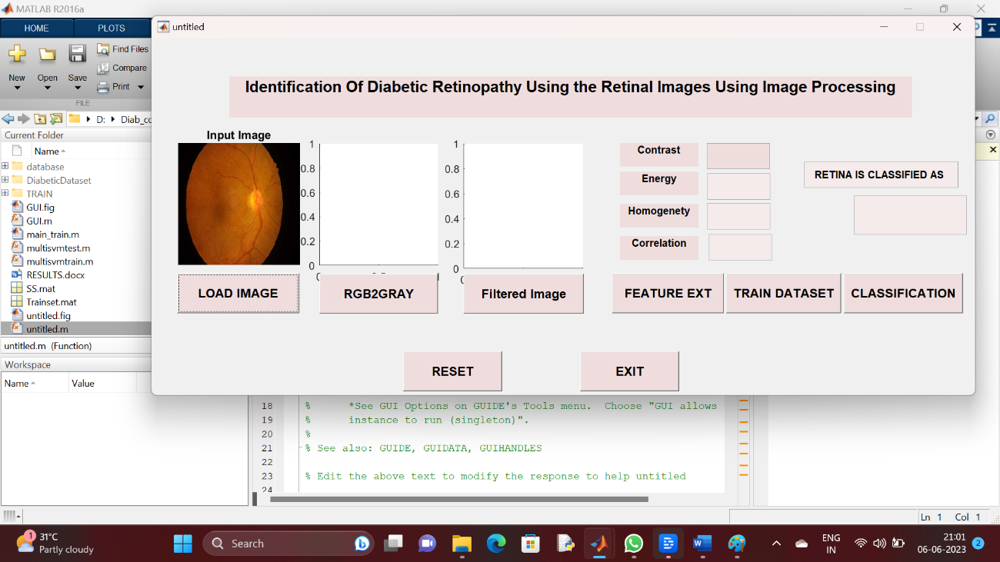 MATLAB R2016a
untitled
HOME
PLOTS
New
Open
Save
Find Files
Compare
Print
FILE
D:
Diab_cc
Current Folder
Name
database
DiabeticDataset
TRAIN
GUI.fig
GUI.m
main_train.m
multisvmtest.m
multisvmtrain.m
RESULTS.docx
SS.mat
Trainset.mat
untitled.fig
untitled.m
untitled.m (Function)
Workspace
Name
Value
Identification Of Diabetic Retinopathy Using the Retinal Images Using Image Processing
Input Image
1
0.8
0.6
0.4
0.2
0
0
1
0.8
0.6
0.4
0.2
0
Contrast
Energy
Homogenety
Correlation
RETINA IS CLASSIFIED AS
LOAD IMAGE
RGB2GRAY
Filtered Image
FEATURE EXT
TRAIN DATASET
CLASSIFICATION
RESET
EXIT
18 % *See GUI Options on GUIDE's Tools menu. Choose "GUI allows
19 % instance to run (singleton)".
20 %
21 % See also: GUIDE, GUIDATA, GUIHANDLES
22
23 % Edit the above text to modify the response to help untitled
24
Ln 1 Col 1
1
31°C
Partly cloudy
Search
ENG
IN
21:01
06-06-2023
2